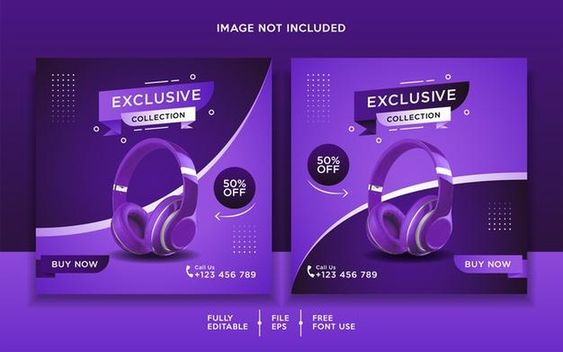 IMAGE NOT INCLUDED
EXCLUSIVE
COLLECTION
50%
OFF
BUY NOW
Call Us
+123 456 789
EXCLUSIVE
COLLECTION
50%
OFF
Call Us
+123 456 789
BUY NOW
FULLY
EDITABLE
FILE
EPS
FREE
FONT USE